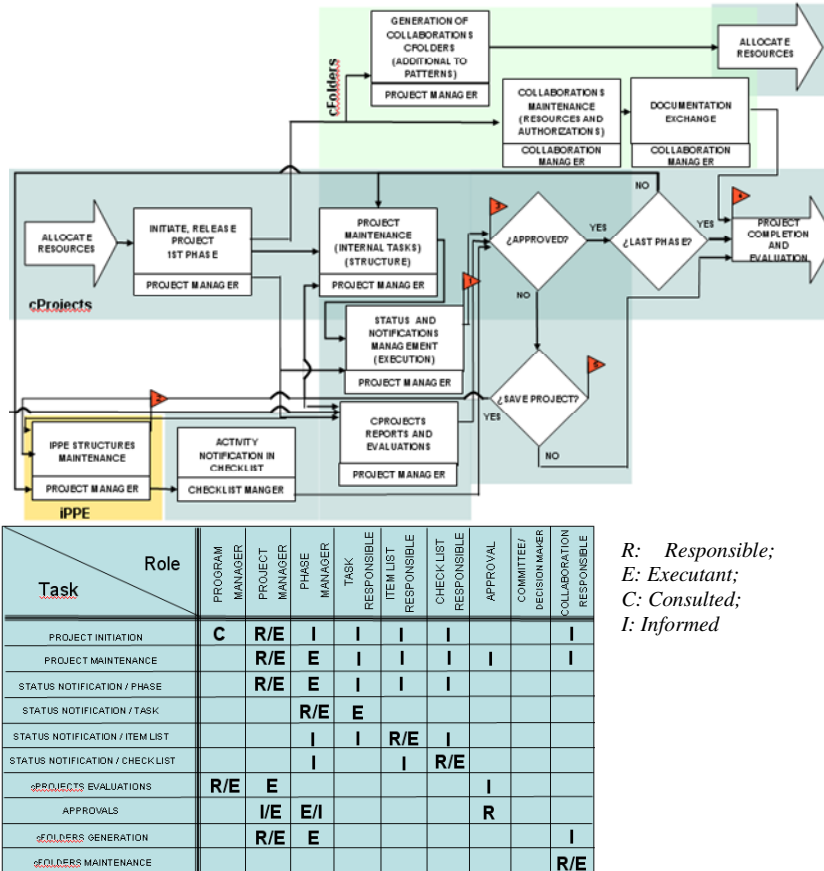 GENERATION OF
COLLABORATIONS
CFOLDERS
(ADDITIONAL TO
PATTERNS)
PROJECT MANAGER
ALLOCATE
RESOURCES
cFolders
COLLABORATIONS
MAINTENANCE
(RESOURCES AND
AUTHORIZATIONS)
COLLABORATION
MANAGER
DOCUMENTATION
EXCHANGE
COLLABORATION
MANAGER
ALLOCATE
RESOURCES
INITIATE, RELEASE
PROJECT
1ST PHASE
PROJECT MANAGER
PROJECT
MAINTENANCE
(INTERNAL TASKS)
(STRUCTURE)
PROJECT MANAGER
3
¿APPROVED?
YES
NO
NO
¿LAST PHASE?
YES
4
PROJECT
COMPLETION
AND
EVALUATION
cProjects
1
STATUS AND
NOTIFICATIONS
MANAGEMENT
(EXECUTION)
PROJECT MANAGER
5
¿SAVE PROJECT?
YES
NO
2
IPPE STRUCTURES
MAINTENANCE
PROJECT MANAGER
iPPE
ACTIVITY
NOTIFICATION IN
CHECKLIST
CHECKLIST MANGER
CPROJECTS
REPORTS AND
EVALUATIONS
PROJECT MANAGER
Role
Task
PROGRAM MANAGER
PROJECT MANAGER
PHASE MANAGER
TASK RESPONSIBLE
ITEM LIST RESPONSIBLE
CHECK LIST RESPONSIBLE
APPROVAL
COMMITTEE/ DECISION MAKER
COLLABORATION RESPONSIBLE
PROJECT INITIATION C R/E I I I I I
PROJECT MAINTENANCE R/E E I I I I I
STATUS NOTIFICATION / PHASE R/E E I I I
STATUS NOTIFICATION / TASK R/E E
STATUS NOTIFICATION / ITEM LIST I I R/E I
STATUS NOTIFICATION / CHECK LIST I I R/E
cPROJECTS EVALUATIONS R/E E I
APPROVALS I/E E/I R
cFOLDERS GENERATION R/E E I
cFOLDERS MAINTENANCE R/E
R: Responsible;
E: Executant;
C: Consulted;
I: Informed